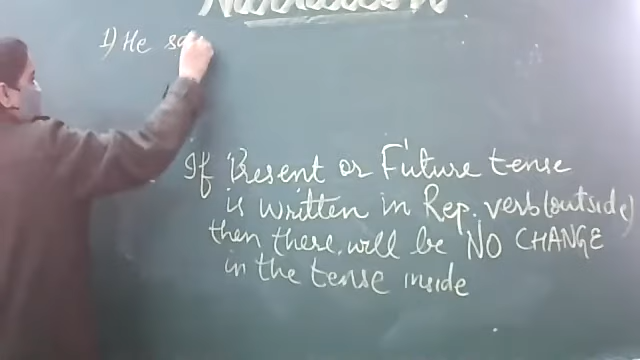 Narration
1) He sa
If Present or Future tense
is written in Rep. verb (outside)
then there will be NO CHANGE
in the tense inside